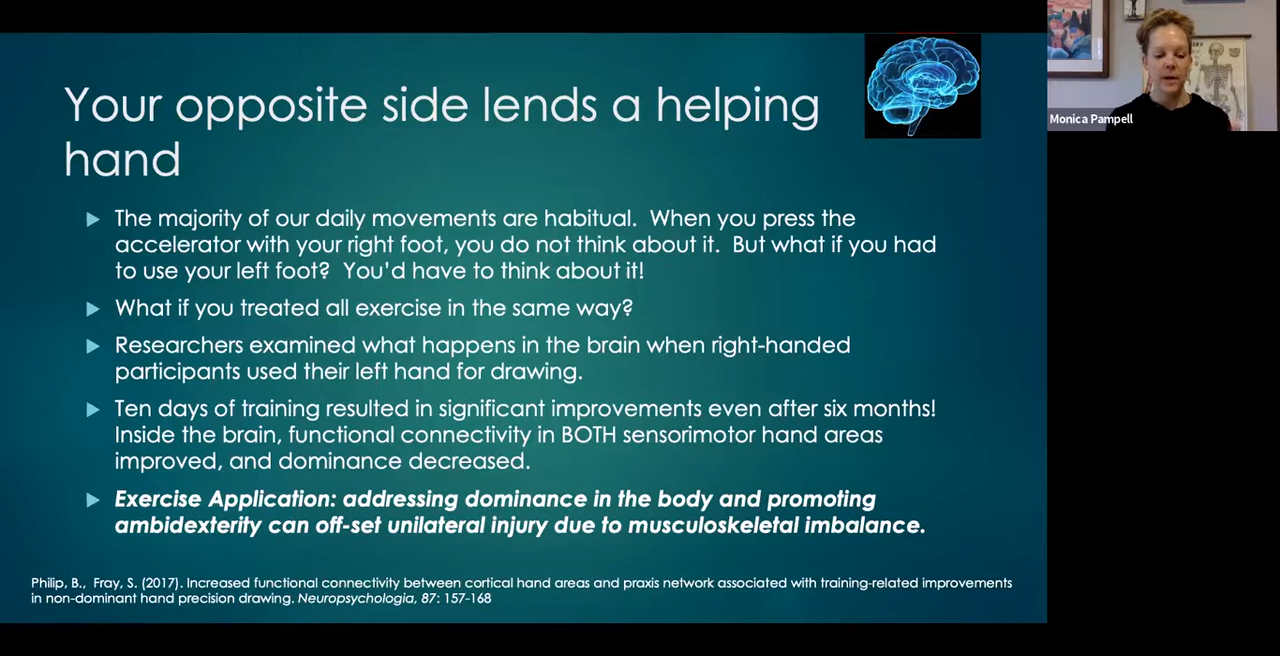 Your opposite side lends a helping
hand
The majority of our daily movements are habitual. When you press the
accelerator with your right foot, you do not think about it. But what if you had
to use your left foot? You'd have to think about it!
What if you treated all exercise in the same way?
Researchers examined what happens in the brain when right-handed
participants used their left hand for drawing.
Ten days of training resulted in significant improvements even after six months!
Inside the brain, functional connectivity in BOTH sensorimotor hand areas
improved, and dominance decreased.
Exercise Application: addressing dominance in the body and promoting
ambidexterity can off-set unilateral injury due to musculoskeletal imbalance.
Philip, B., Fray, S. (2017). Increased functional connectivity between cortical hand areas and praxis network associated with training-related improvements
in non-dominant hand precision drawing. Neuropsychologia, 87: 157-168
Monica Pampell